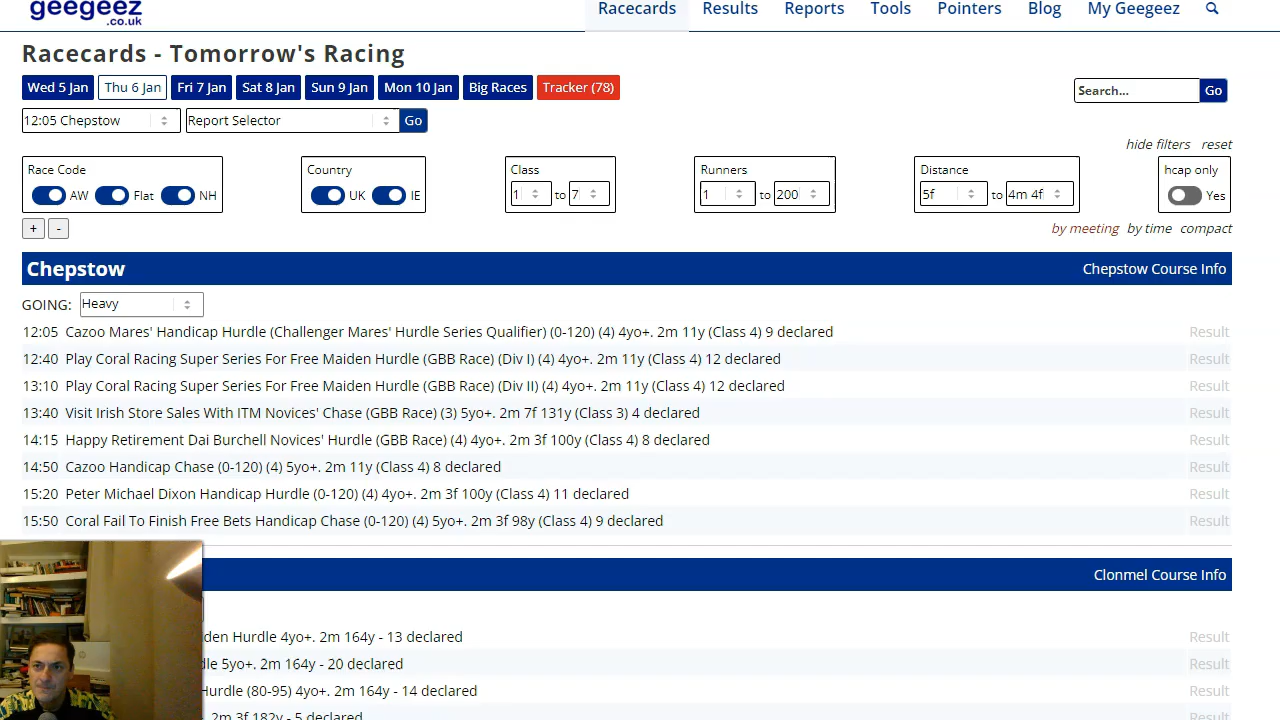 geegeez
.co.uk
Racecards Results Reports Tools Pointers Blog My Geegeez
Racecards - Tomorrow's Racing
Wed 5 Jan Thu 6 Jan Fri 7 Jan Sat 8 Jan Sun 9 Jan Mon 10 Jan Big Races Tracker (78)
Search... Go
12:05 Chepstow Report Selector Go
hide filters reset
Race Code Country Class Runners Distance hcap only
AW Flat NH UK IE 1 to 7 1 to 200 5f to 4m 4f Yes
+ - by meeting by time compact
Chepstow Chepstow Course Info
GOING: Heavy
12:05 Cazoo Mares' Handicap Hurdle (Challenger Mares' Hurdle Series Qualifier) (0-120) (4) 4yo+. 2m 11y (Class 4) 9 declared Result
12:40 Play Coral Racing Super Series For Free Maiden Hurdle (GBB Race) (Div I) (4) 4yo+. 2m 11y (Class 4) 12 declared Result
13:10 Play Coral Racing Super Series For Free Maiden Hurdle (GBB Race) (Div II) (4) 4yo+. 2m 11y (Class 4) 12 declared Result
13:40 Visit Irish Store Sales With ITM Novices' Chase (GBB Race) (3) 5yo+. 2m 7f 131y (Class 3) 4 declared Result
14:15 Happy Retirement Dai Burchell Novices' Hurdle (GBB Race) (4) 4yo+. 2m 3f 100y (Class 4) 8 declared Result
14:50 Cazoo Handicap Chase (0-120) (4) 5yo+. 2m 11y (Class 4) 8 declared Result
15:20 Peter Michael Dixon Handicap Hurdle (0-120) (4) 4yo+. 2m 3f 100y (Class 4) 11 declared Result
15:50 Coral Fail To Finish Free Bets Handicap Chase (0-120) (4) 5yo+. 2m 3f 98y (Class 4) 9 declared Result
Clonmel Course Info
den Hurdle 4yo+. 2m 164y - 13 declared Result
dle 5yo+. 2m 164y - 20 declared Result
Hurdle (80-95) 4yo+. 2m 164y - 14 declared Result
. 2m 3f 182y - 5 declared Result